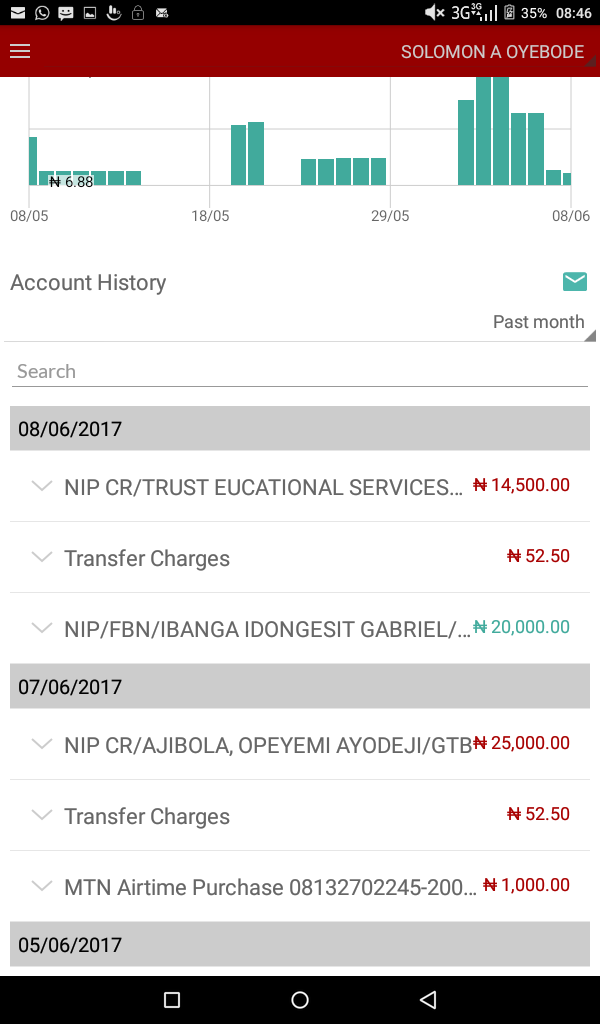 3G 3G 35% 08:46
SOLOMON A OYEBODE
₦ 6.88
08/05 18/05 29/05 08/06
Account History
Past month
Search
08/06/2017
NIP CR/TRUST EUCATIONAL SERVICES... ₦ 14,500.00
Transfer Charges ₦ 52.50
NIP/FBN/IBANGA IDONGESIT GABRIEL/... ₦ 20,000.00
07/06/2017
NIP CR/AJIBOLA, OPEYEMI AYODEJI/GTB ₦ 25,000.00
Transfer Charges ₦ 52.50
MTN Airtime Purchase 08132702245-200... ₦ 1,000.00
05/06/2017